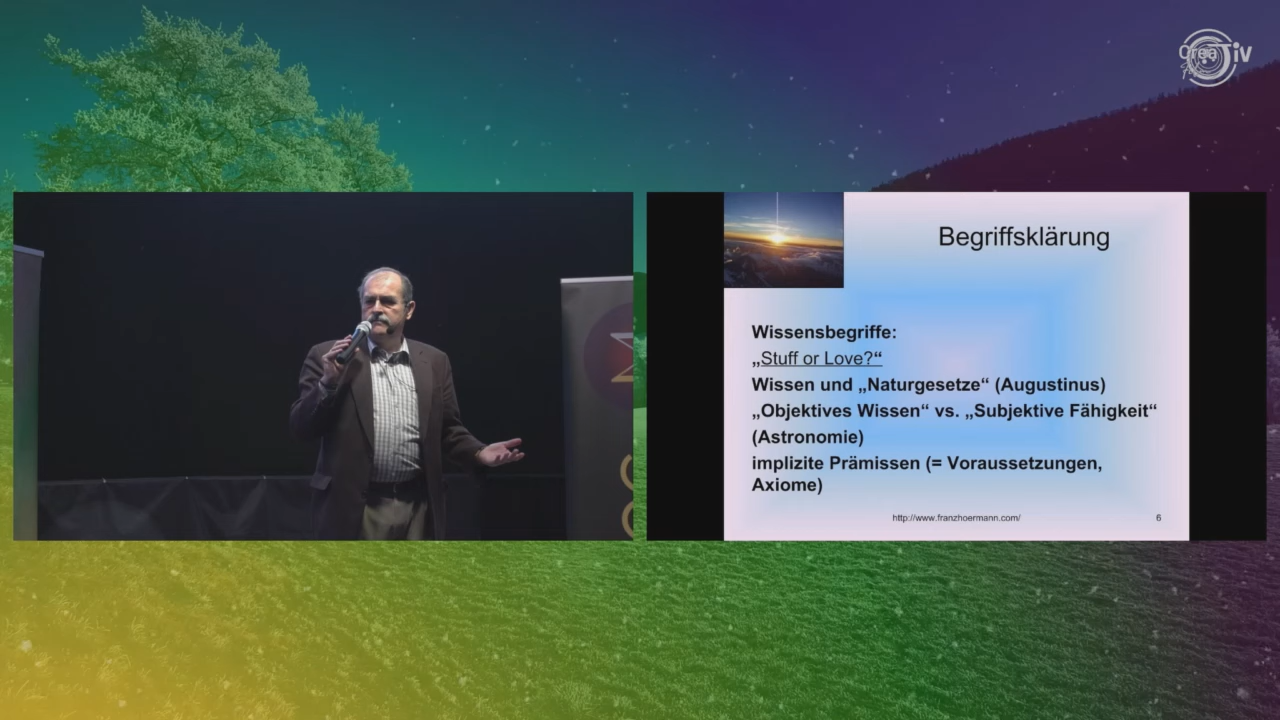 CreaTiv
Begriffsklärung
Wissensbegriffe:
„Stuff or Love?“
Wissen und „Naturgesetze“ (Augustinus)
„Objektives Wissen“ vs. „Subjektive Fähigkeit“
(Astronomie)
implizite Prämissen (= Voraussetzungen,
Axiome)
http://www.franzhoermann.com/
6